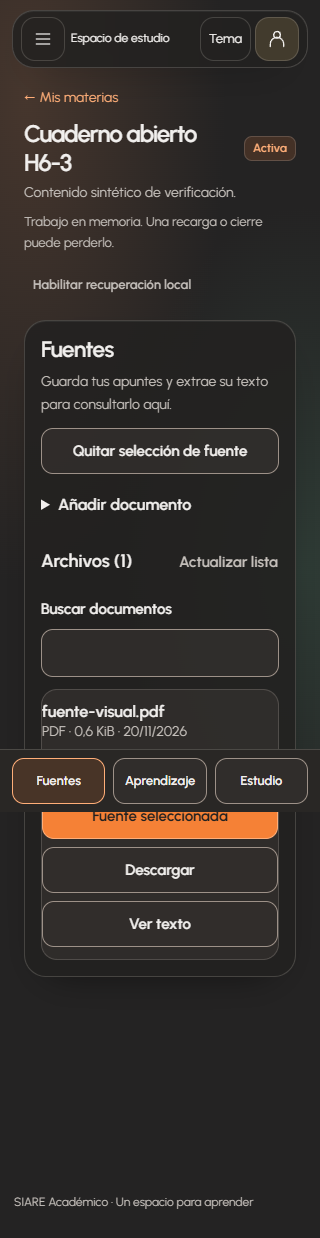 Espacio de estudio
Tema
← Mis materias
Cuaderno abierto
H6-3
Activa
Contenido sintético de verificación.
Trabajo en memoria. Una recarga o cierre
puede perderlo.
Habilitar recuperación local
Fuentes
Guarda tus apuntes y extrae su texto
para consultarlo aquí.
Quitar selección de fuente
▶ Añadir documento
Archivos (1)
Actualizar lista
Buscar documentos
fuente-visual.pdf
PDF · 0,6 KiB · 20/11/2026
Fuentes
Aprendizaje
Estudio
Fuente seleccionada
Descargar
Ver texto
SIARE Académico · Un espacio para aprender